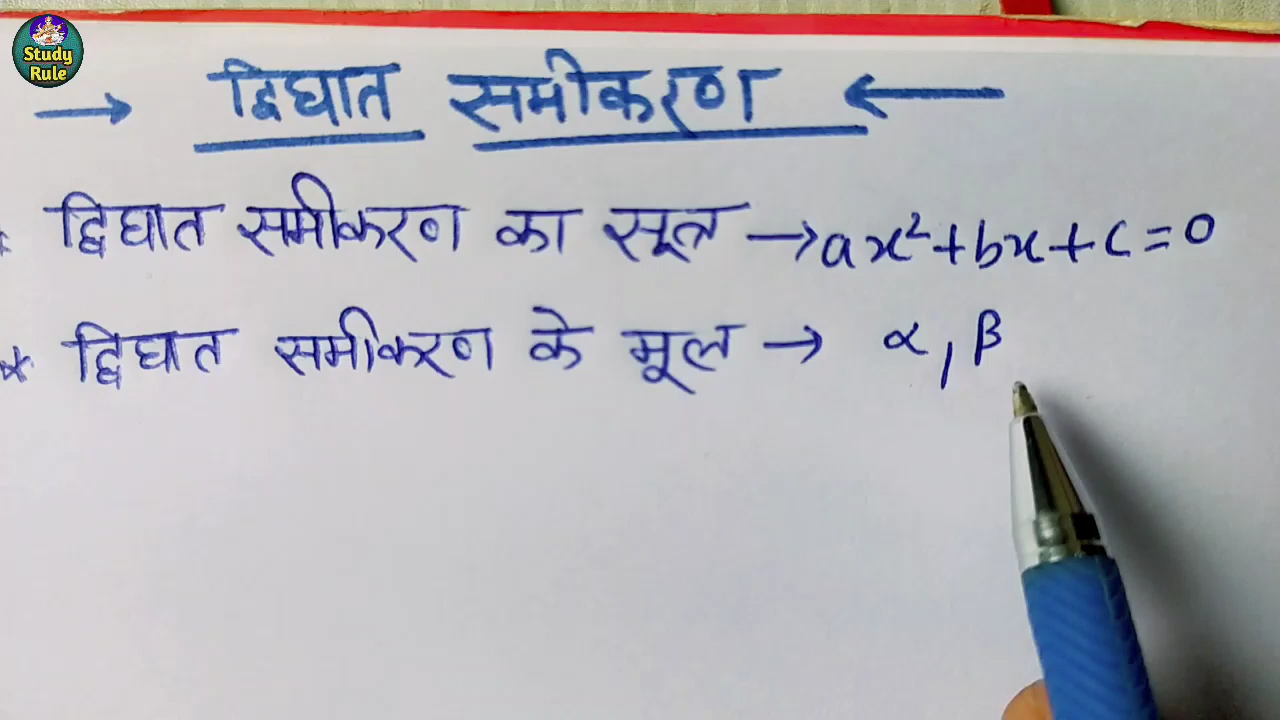 Study
Rule
→ द्विघात समीकरण ←
* द्विघात समीकरण का सूत्र → ax²+bx+c=0
* द्विघात समीकरण के मूल → α, β